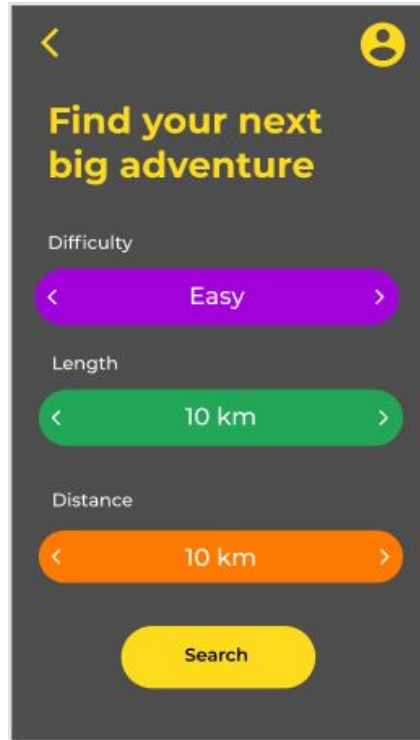 Find your next
big adventure
Difficulty
Easy
Length
10 km
Distance
10 km
Search